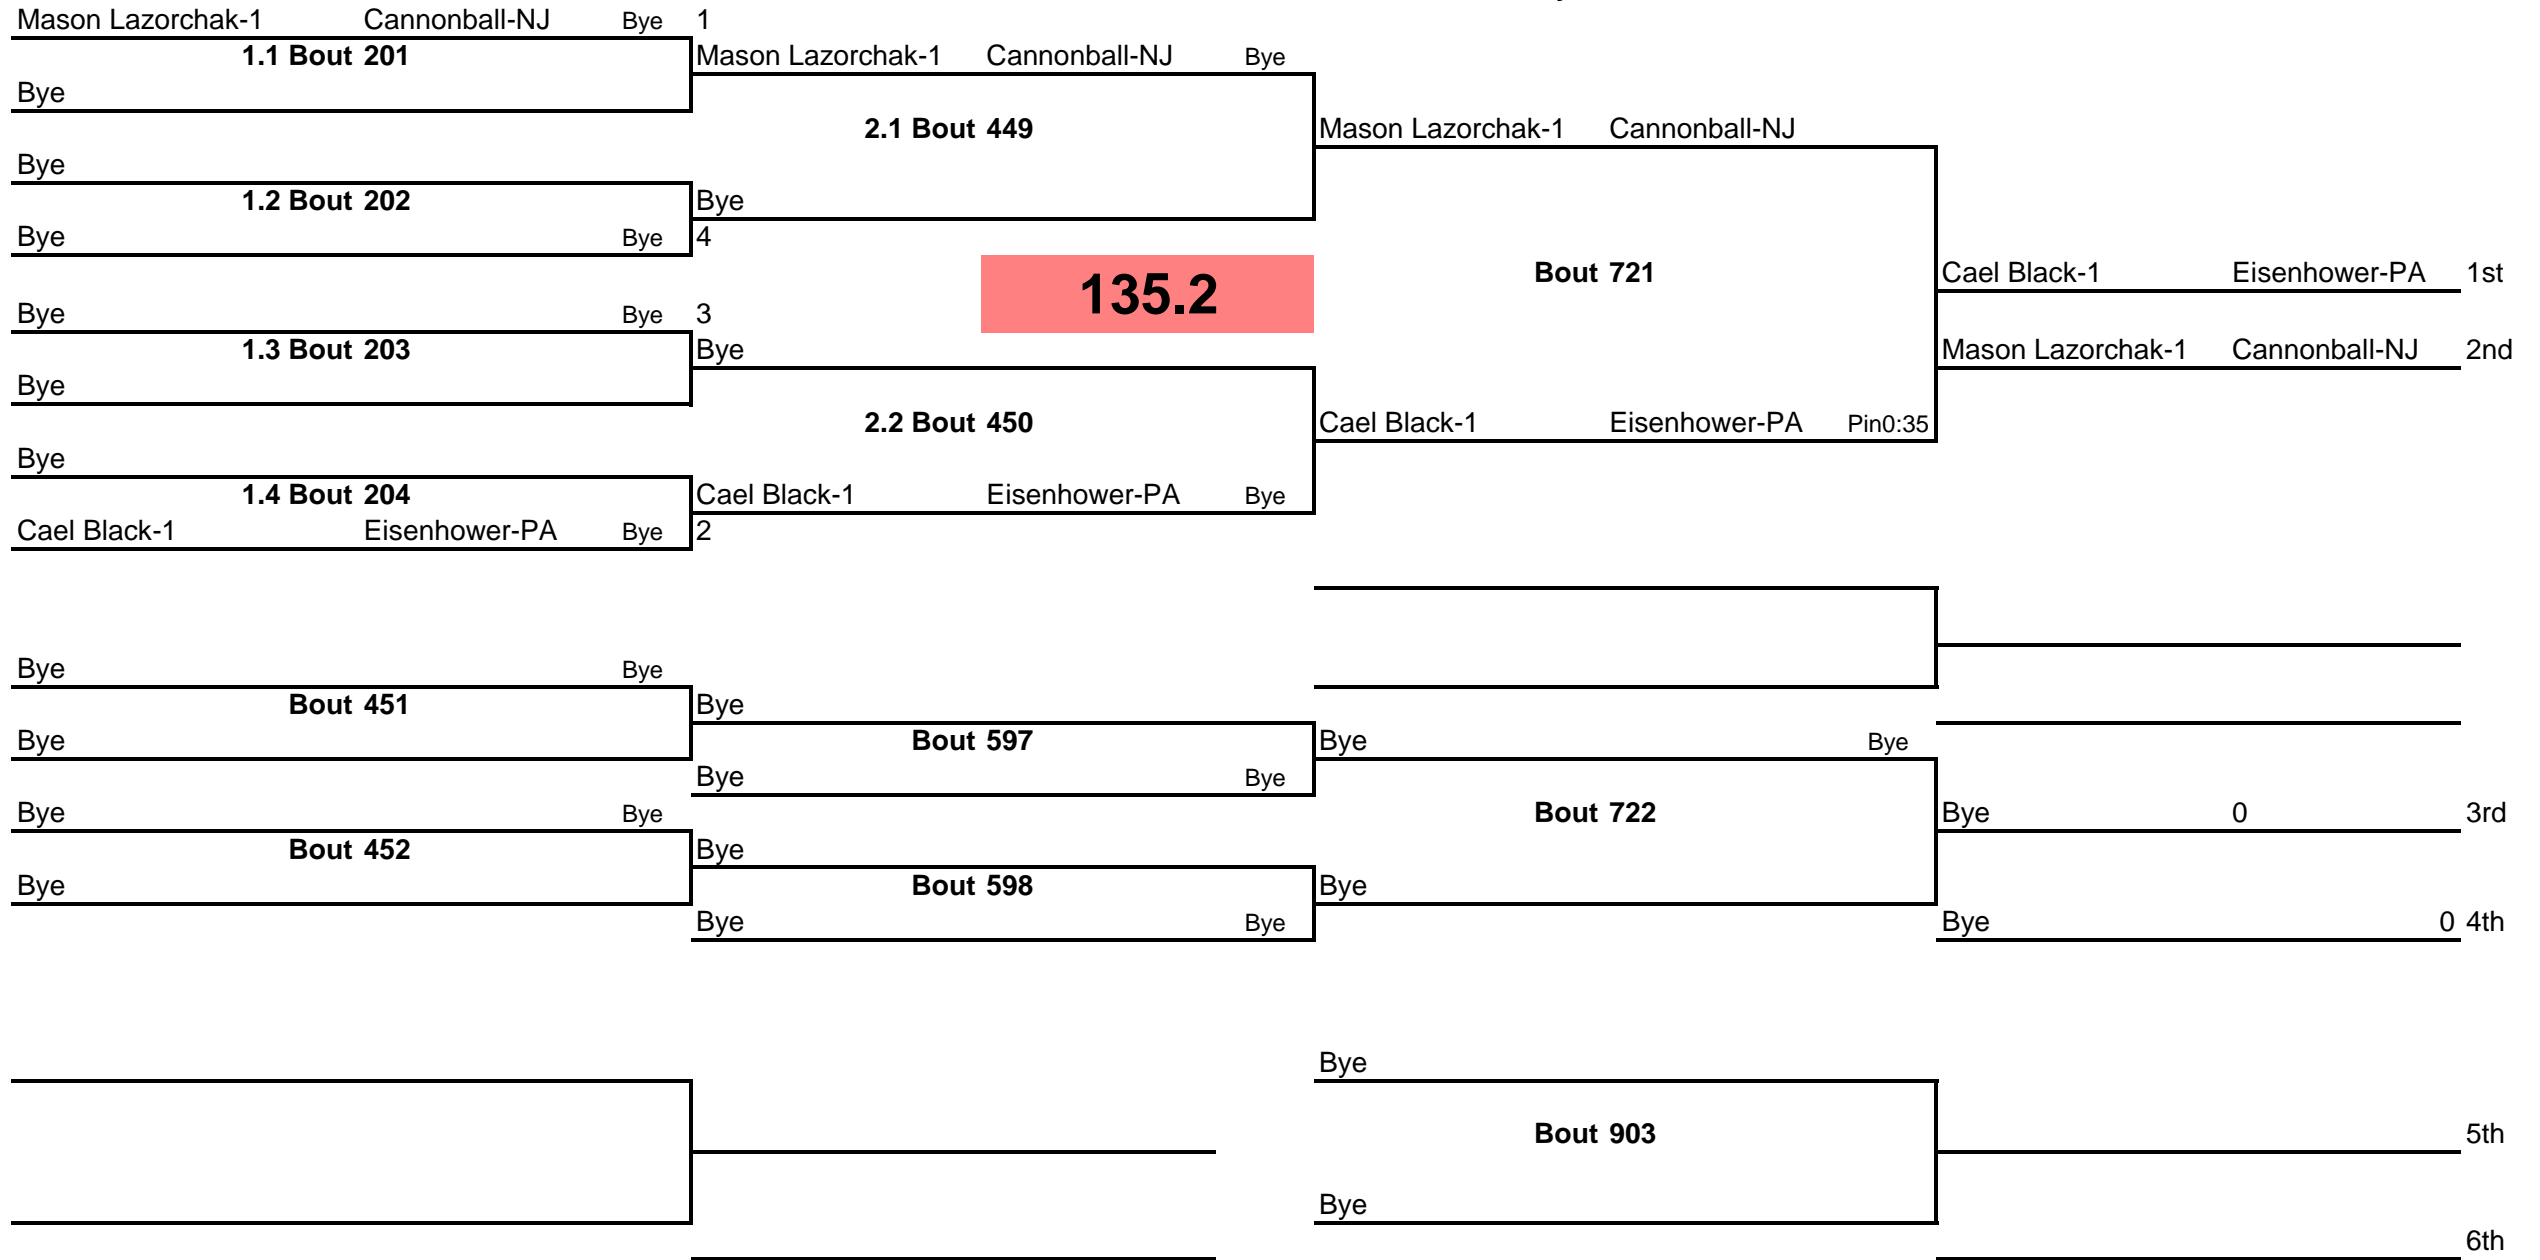 Mason Lazorchak-1 Cannonball-NJ Bye 1
1.1 Bout 201 Mason Lazorchak-1 Cannonball-NJ Bye
Bye
2.1 Bout 449 Mason Lazorchak-1 Cannonball-NJ
Bye
1.2 Bout 202 Bye
Bye Bye 4
135.2 Bout 721 Cael Black-1 Eisenhower-PA 1st
Bye Bye 3
1.3 Bout 203 Bye Mason Lazorchak-1 Cannonball-NJ 2nd
Bye
2.2 Bout 450 Cael Black-1 Eisenhower-PA Pin0:35
Bye
1.4 Bout 204 Cael Black-1 Eisenhower-PA Bye
Cael Black-1 Eisenhower-PA Bye 2
Bye Bye
Bout 451 Bye
Bye Bout 597 Bye Bye
Bye Bye
Bye Bye Bout 722 Bye 0 3rd
Bout 452 Bye
Bye Bout 598 Bye
Bye Bye Bye 0 4th
Bye
Bout 903 5th
Bye
6th